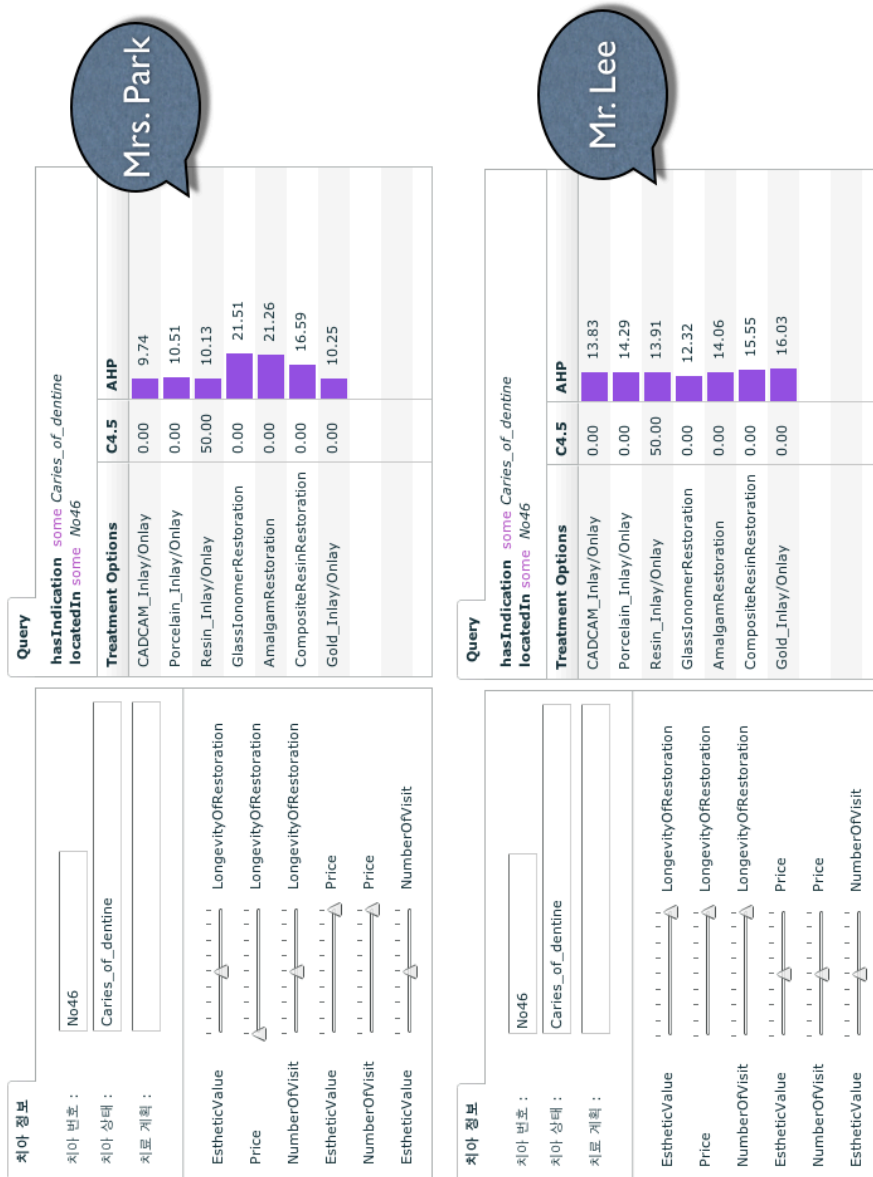 치아 정보
치아 번호 : No46
치아 상태 : Caries_of_dentine
치료 계획 :
EstheticValue LongevityOfRestoration
Price LongevityOfRestoration
NumberOfVisit LongevityOfRestoration
EstheticValue Price
NumberOfVisit Price
EstheticValue NumberOfVisit
Query
hasIndication some Caries_of_dentine
locatedIn some No46
Treatment Options C4.5 AHP
CADCAM_Inlay/Onlay 0.00 9.74
Porcelain_Inlay/Onlay 0.00 10.51
Resin_Inlay/Onlay 50.00 10.13
GlassIonomerRestoration 0.00 21.51
AmalgamRestoration 0.00 21.26
CompositeResinRestoration 0.00 16.59
Gold_Inlay/Onlay 0.00 10.25
Mrs. Park
치아 정보
치아 번호 : No46
치아 상태 : Caries_of_dentine
치료 계획 :
EstheticValue LongevityOfRestoration
Price LongevityOfRestoration
NumberOfVisit LongevityOfRestoration
EstheticValue Price
NumberOfVisit Price
EstheticValue NumberOfVisit
Query
hasIndication some Caries_of_dentine
locatedIn some No46
Treatment Options C4.5 AHP
CADCAM_Inlay/Onlay 0.00 13.83
Porcelain_Inlay/Onlay 0.00 14.29
Resin_Inlay/Onlay 50.00 13.91
GlassIonomerRestoration 0.00 12.32
AmalgamRestoration 0.00 14.06
CompositeResinRestoration 0.00 15.55
Gold_Inlay/Onlay 0.00 16.03
Mr. Lee